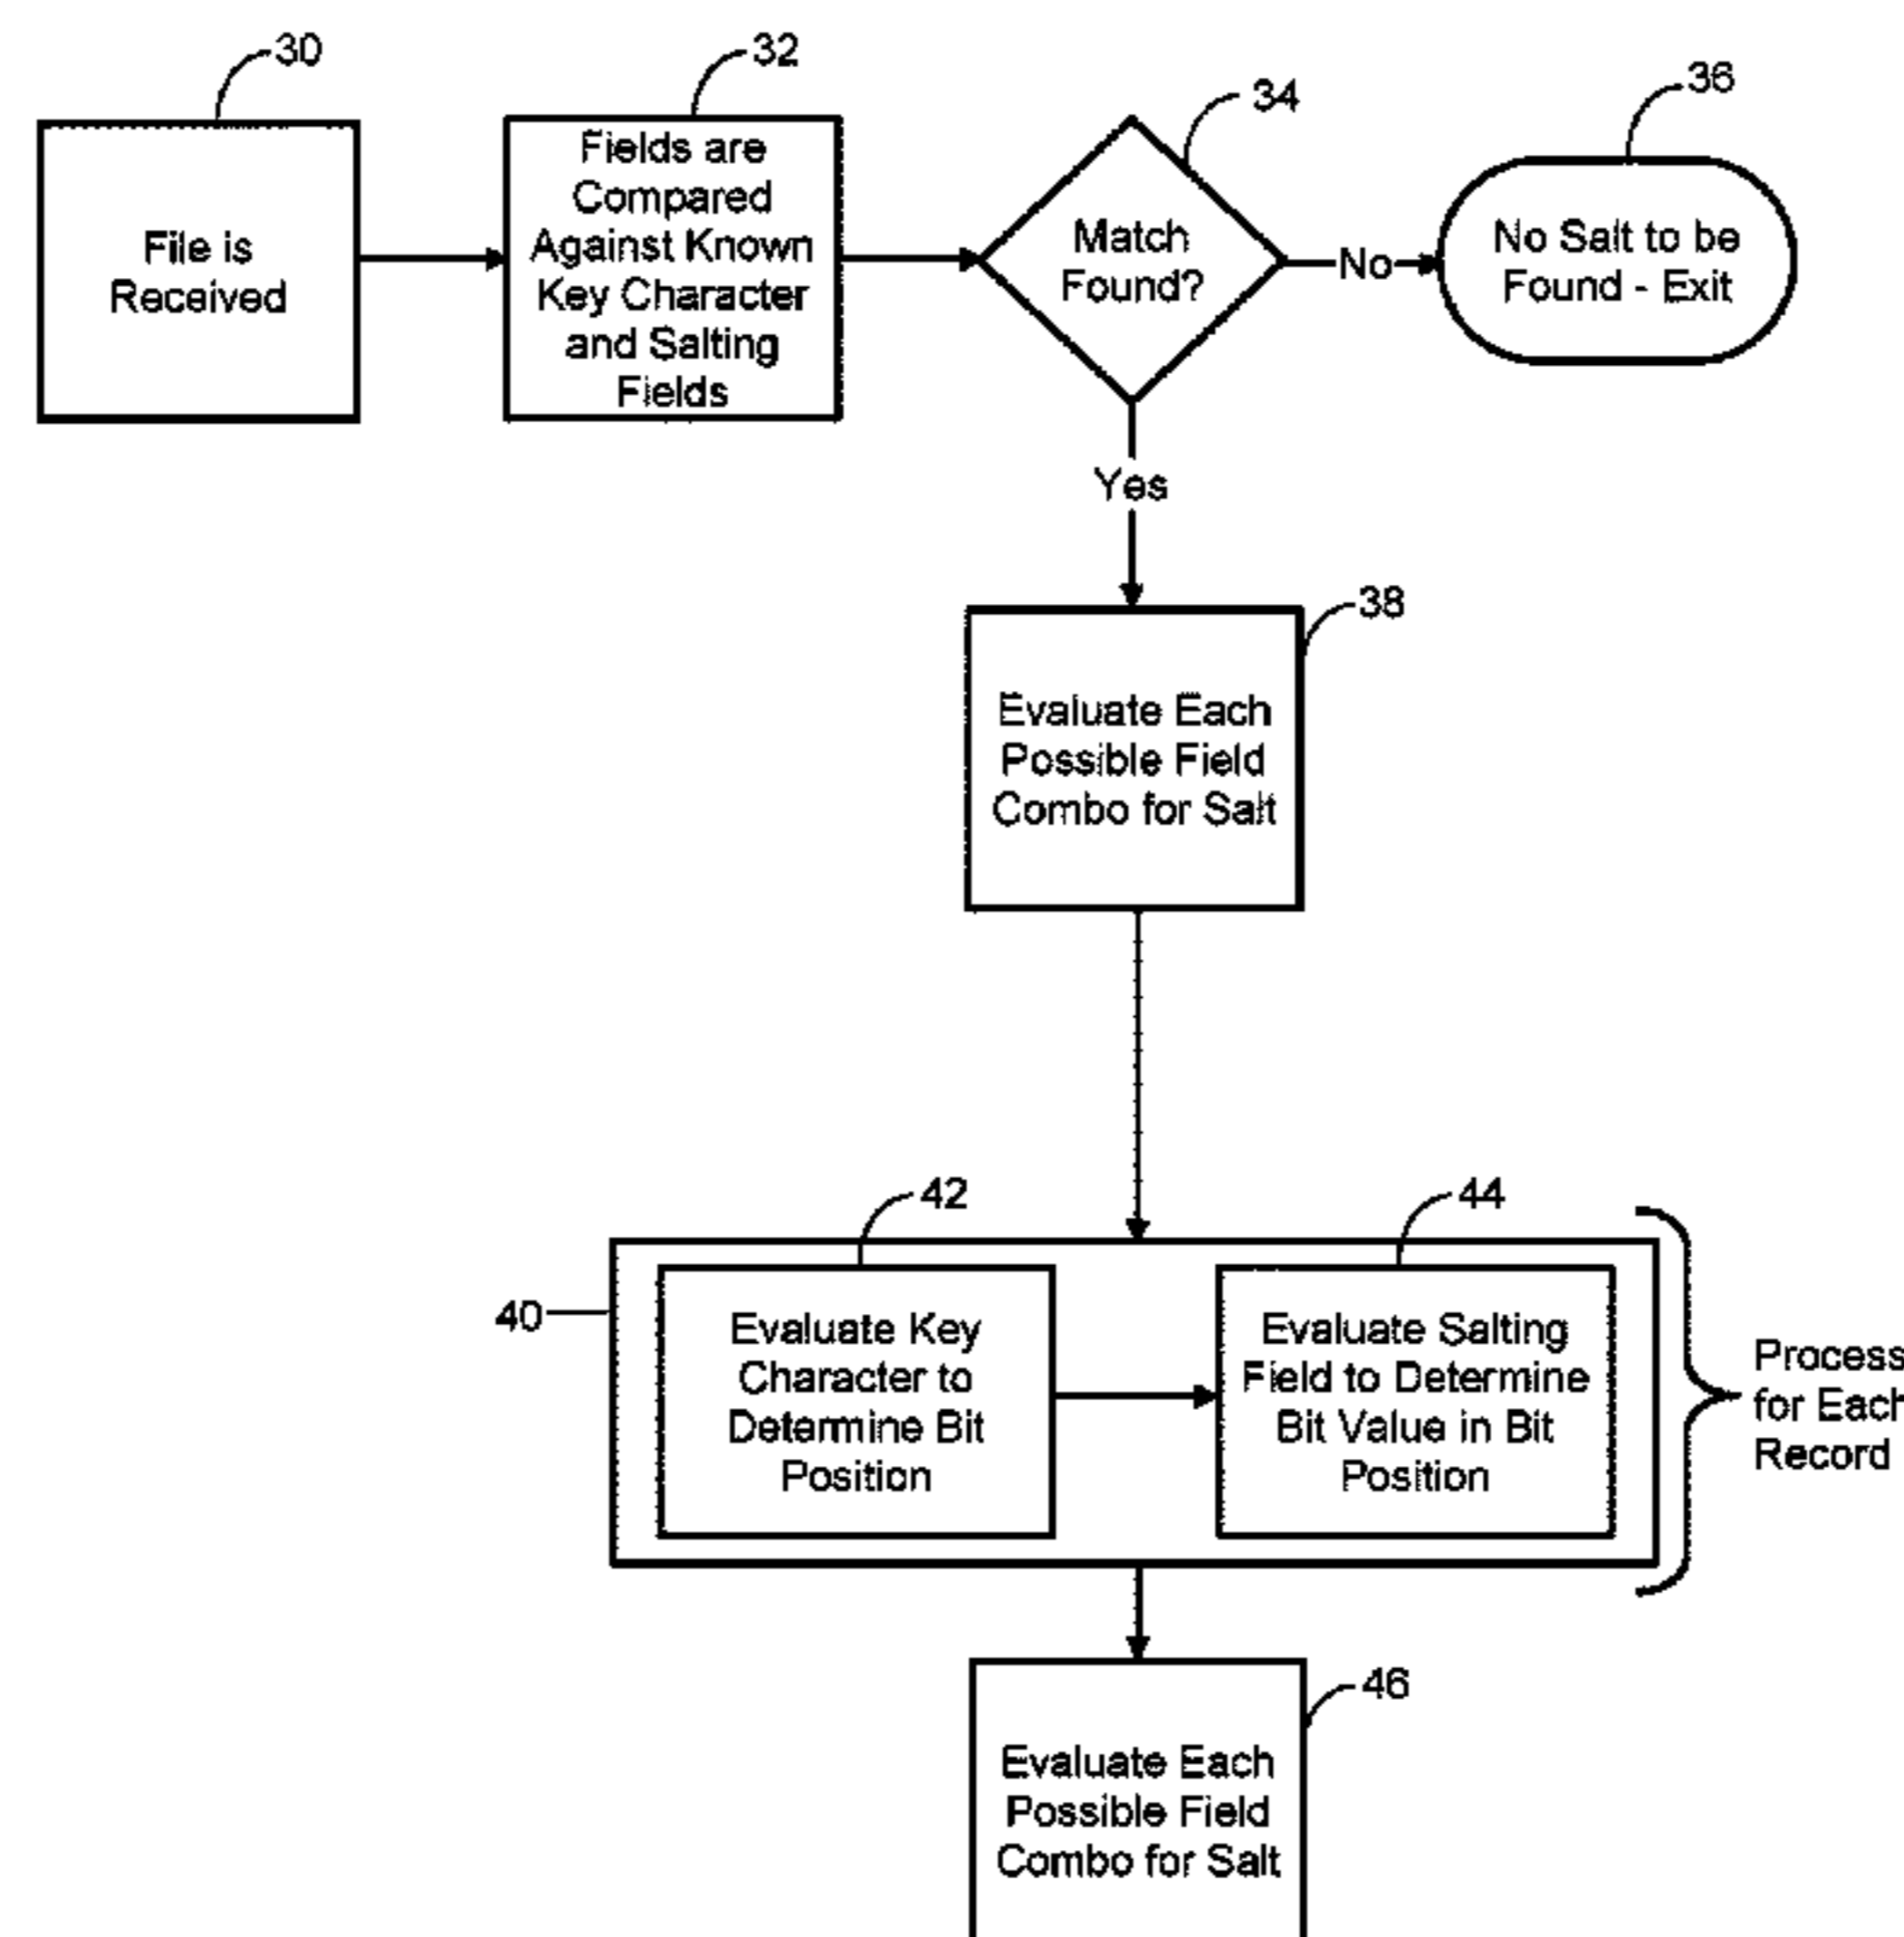 30
File is
Received
32
Fields are
Compared
Against Known
Key Character
and Salting
Fields
34
Match
Found?
No
36
No Salt to be
Found - Exit
Yes
38
Evaluate Each
Possible Field
Combo for Salt
40
42
Evaluate Key
Character to
Determine Bit
Position
44
Evaluate Salting
Field to Determine
Bit Value in Bit
Position
Process
for Each
Record
46
Evaluate Each
Possible Field
Combo for Salt